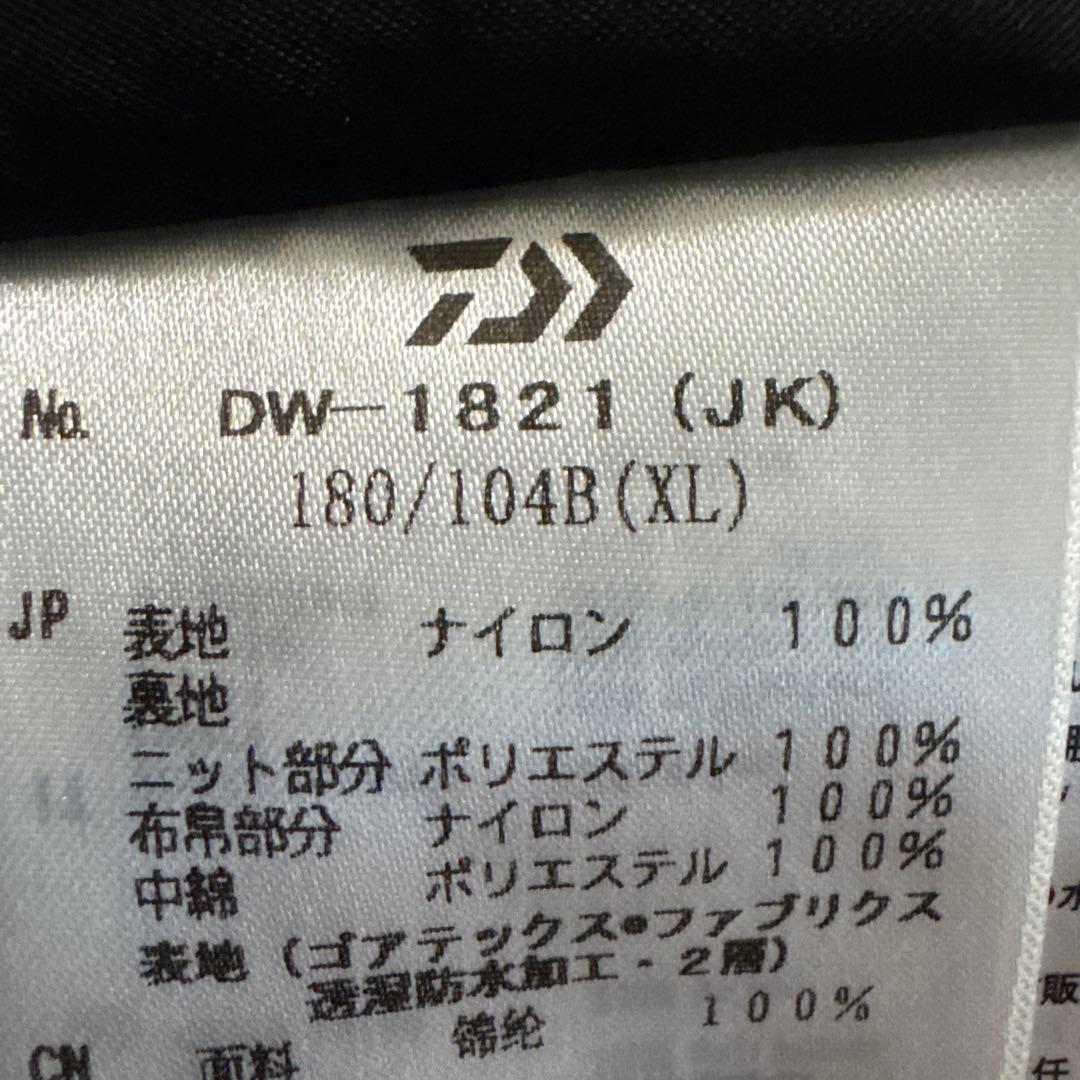 No. DW-1821(JK)
180/104B(XL)
JP 表地 ナイロン 100%
裏地
ニット部分 ポリエステル 100%
布帛部分 ナイロン 100%
中綿 ポリエステル 100%
表地(ゴアテックス®ファブリクス
透湿防水加工-2層)
CN 面料 锦纶 100%
販
任